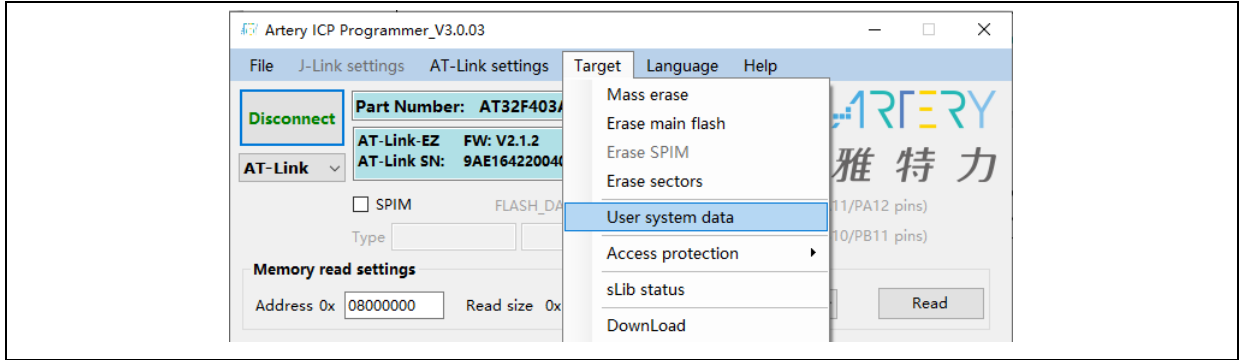 Artery ICP Programmer_V3.0.03
File J-Link settings AT-Link settings Target Language Help
Disconnect
Part Number: AT32F403A
AT-Link-EZ FW: V2.1.2
AT-Link SN: 9AE164220040
AT-Link
Mass erase
Erase main flash
Erase SPIM
Erase sectors
User system data
Access protection
sLib status
DownLoad
ARTERY
雅特力
SPIM FLASH_DA
11/PA12 pins)
Type
10/PB11 pins)
Memory read settings
Address 0x 08000000 Read size 0x
Read